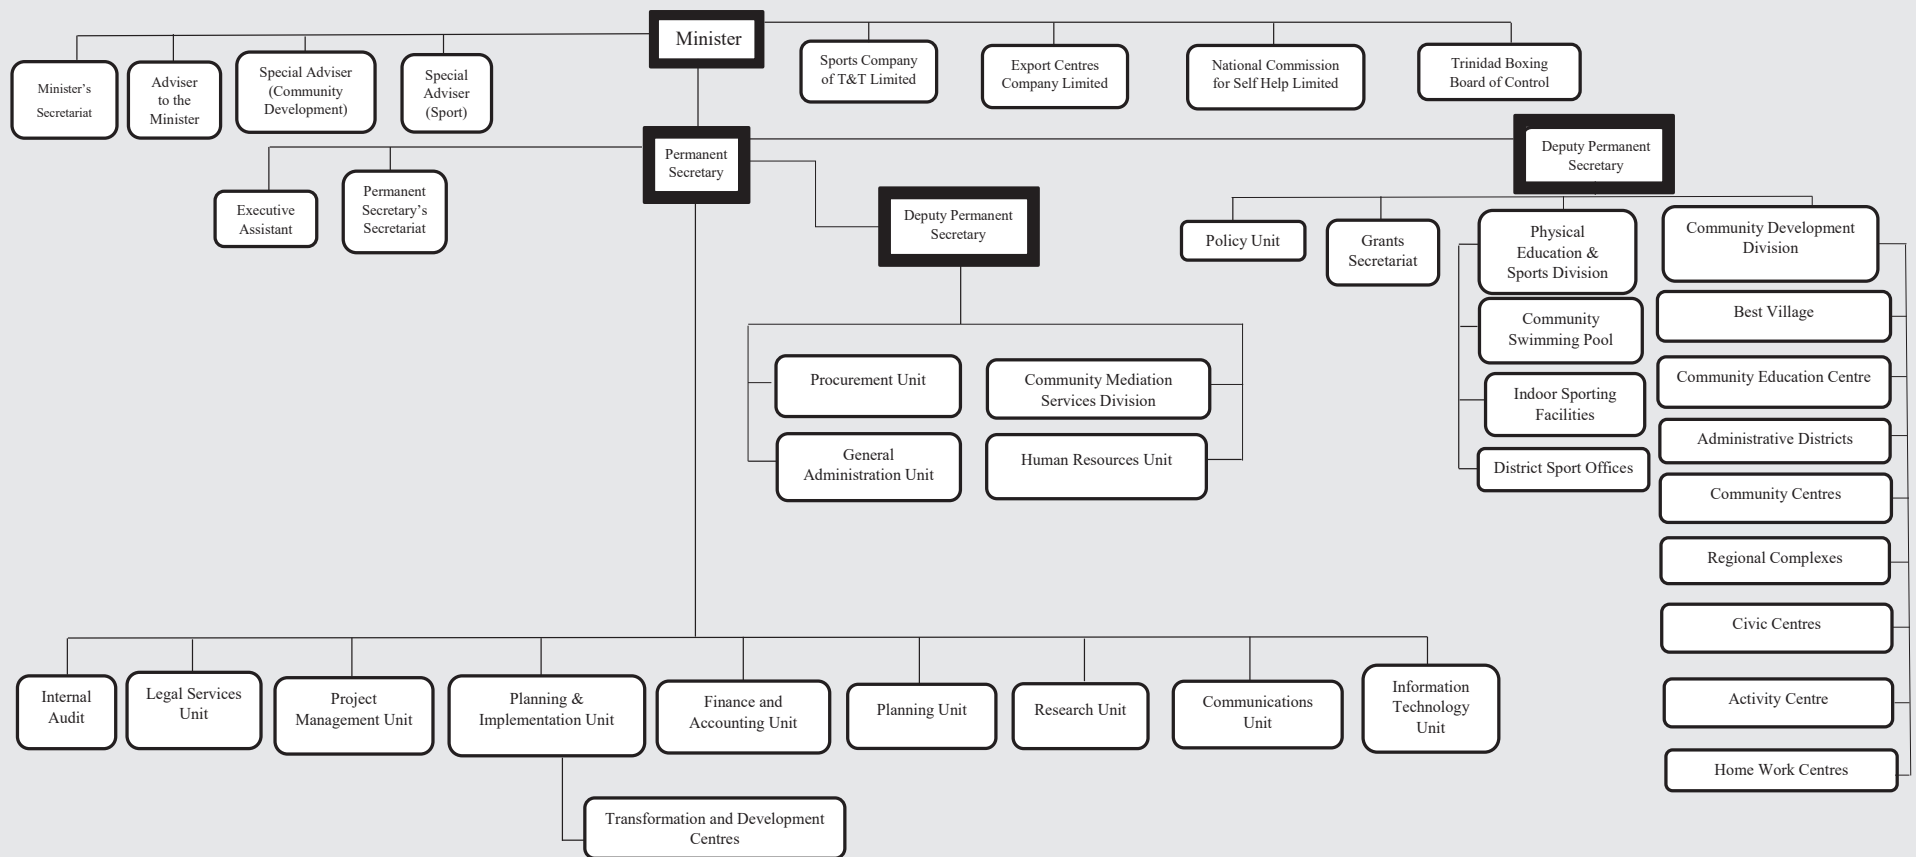 Minister
Minister's
Secretariat
Adviser
to the
Minister
Special Adviser
(Community
Development)
Special
Adviser
(Sport)
Sports Company
of T&T Limited
Export Centres
Company Limited
National Commission
for Self Help Limited
Trinidad Boxing
Board of Control
Permanent
Secretary
Executive
Assistant
Permanent
Secretary's
Secretariat
Deputy Permanent
Secretary
Deputy Permanent
Secretary
Policy Unit
Grants
Secretariat
Physical
Education &
Sports Division
Community
Swimming Pool
Indoor Sporting
Facilities
District Sport Offices
Community Development
Division
Best Village
Community Education Centre
Administrative Districts
Community Centres
Regional Complexes
Civic Centres
Activity Centre
Home Work Centres
Procurement Unit
General
Administration Unit
Community Mediation
Services Division
Human Resources Unit
Internal
Audit
Legal Services
Unit
Project
Management Unit
Planning &
Implementation Unit
Finance and
Accounting Unit
Planning Unit
Research Unit
Communications
Unit
Information
Technology
Unit
Transformation and Development
Centres